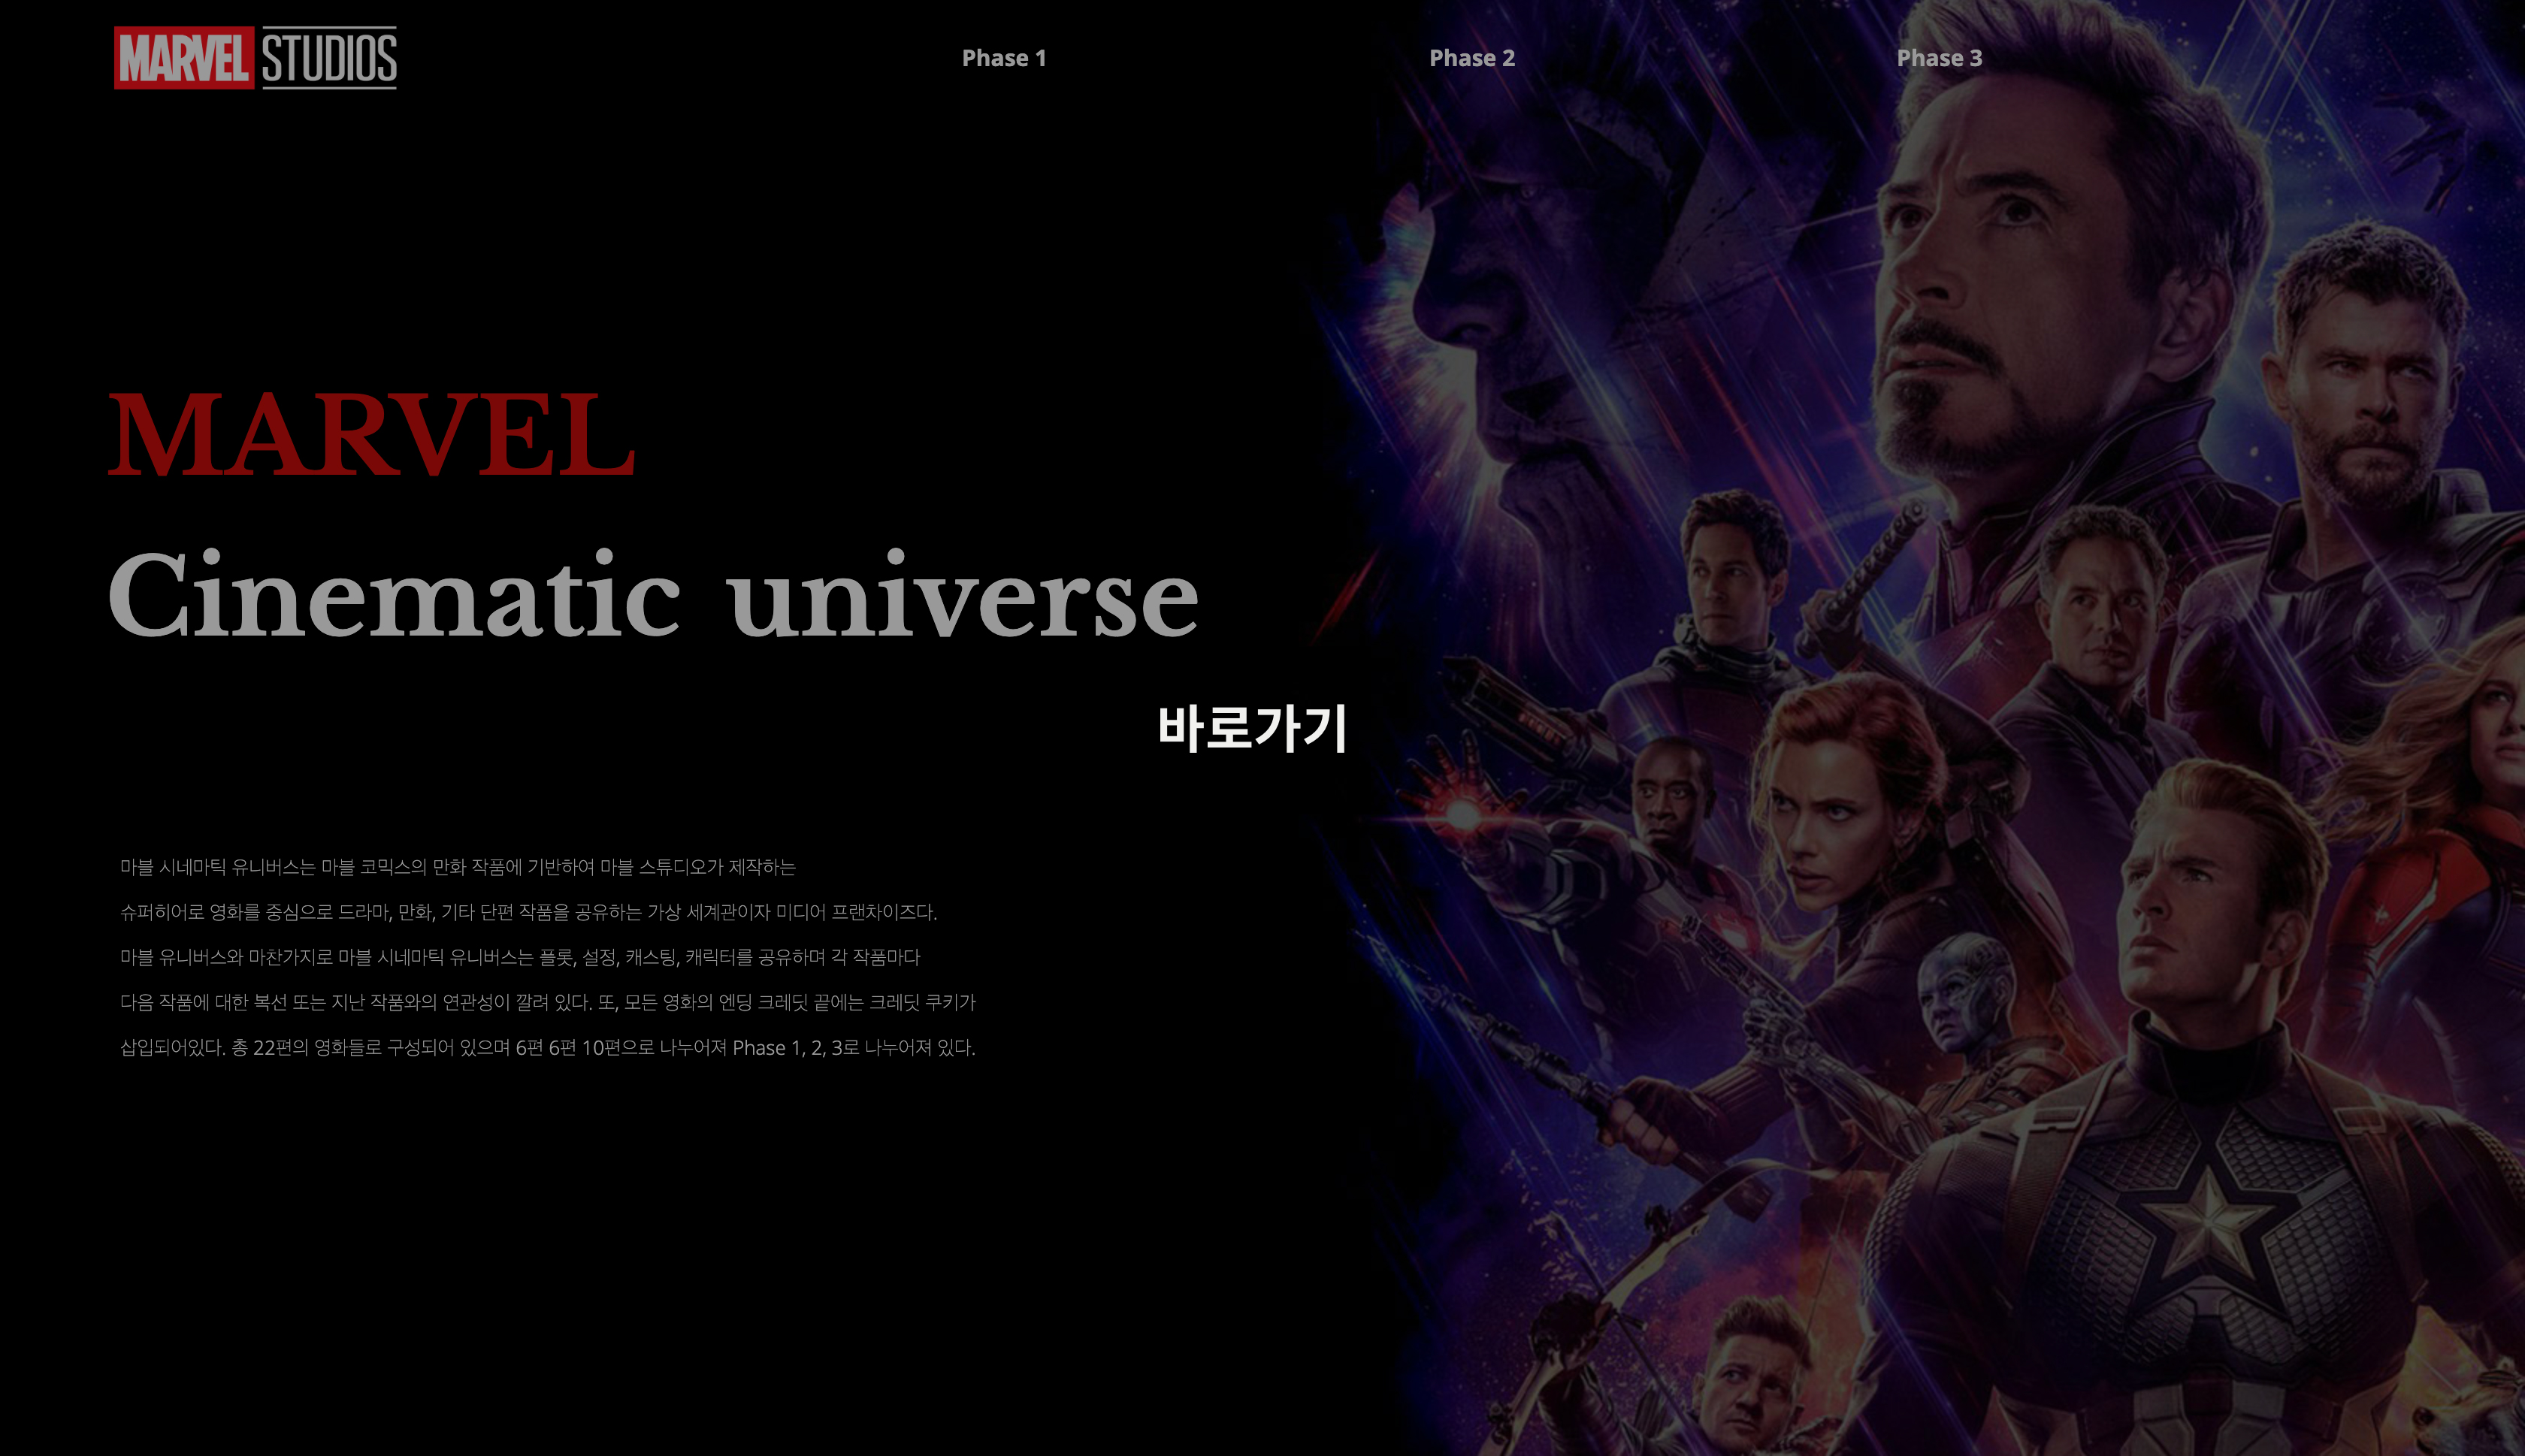 MARVEL STUDIOS
Phase 1
Phase 2
Phase 3
MARVEL
Cinematic universe
바로가기
마블 시네마틱 유니버스는 마블 코믹스의 만화 작품에 기반하여 마블 스튜디오가 제작하는
슈퍼히어로 영화를 중심으로 드라마, 만화, 기타 단편 작품을 공유하는 가상 세계관이자 미디어 프랜차이즈다.
마블 유니버스와 마찬가지로 마블 시네마틱 유니버스는 플롯, 설정, 캐스팅, 캐릭터를 공유하며 각 작품마다
다음 작품에 대한 복선 또는 지난 작품와의 연관성이 깔려 있다. 또, 모든 영화의 엔딩 크레딧 끝에는 크레딧 쿠키가
삽입되어있다. 총 22편의 영화들로 구성되어 있으며 6편 6편 10편으로 나누어져 Phase 1, 2, 3로 나누어져 있다.